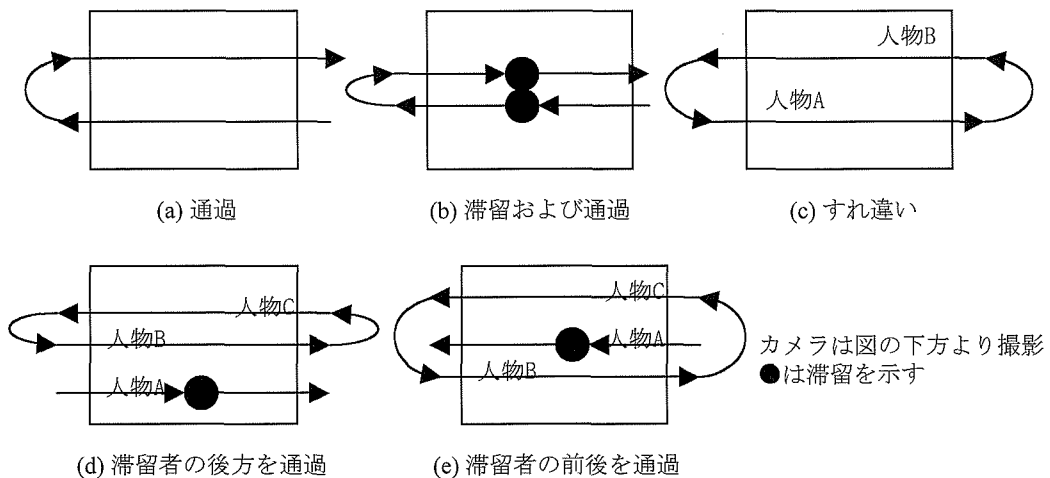 人物B
人物A
(a) 通過
(b) 滞留および通過
(c) すれ違い
人物C
人物B
人物A
人物C
人物A
人物B
カメラは図の下方より撮影
●は滞留を示す
(d) 滞留者の後方を通過
(e) 滞留者の前後を通過